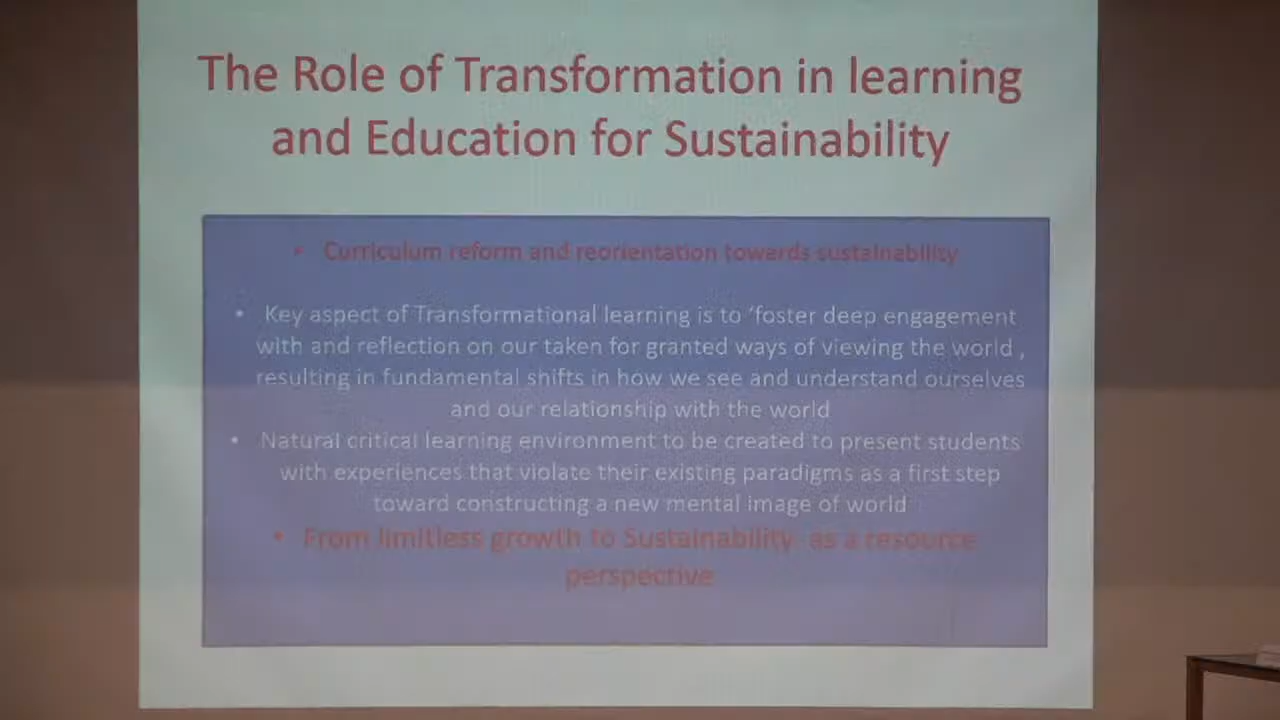 The Role of Transformation in learning
and Education for Sustainability
• Curriculum reform and reorientation towards sustainability
• Key aspect of Transformational learning is to ‘foster deep engagement
with and reflection on our taken for granted ways of viewing the world ,
resulting in fundamental shifts in how we see and understand ourselves
and our relationship with the world
• Natural critical learning environment to be created to present students
with experiences that violate their existing paradigms as a first step
toward constructing a new mental image of world
• From limitless growth to Sustainability as a resource
perspective